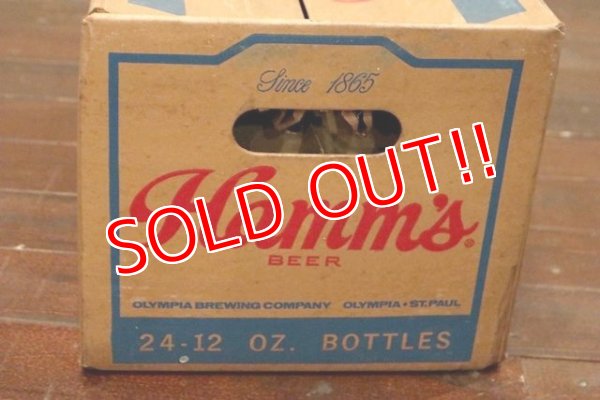 Since 1865
SOLD OUT!!
Hamm's®
BEER
OLYMPIA BREWING COMPANY OLYMPIA • ST. PAUL
24-12 OZ. BOTTLES